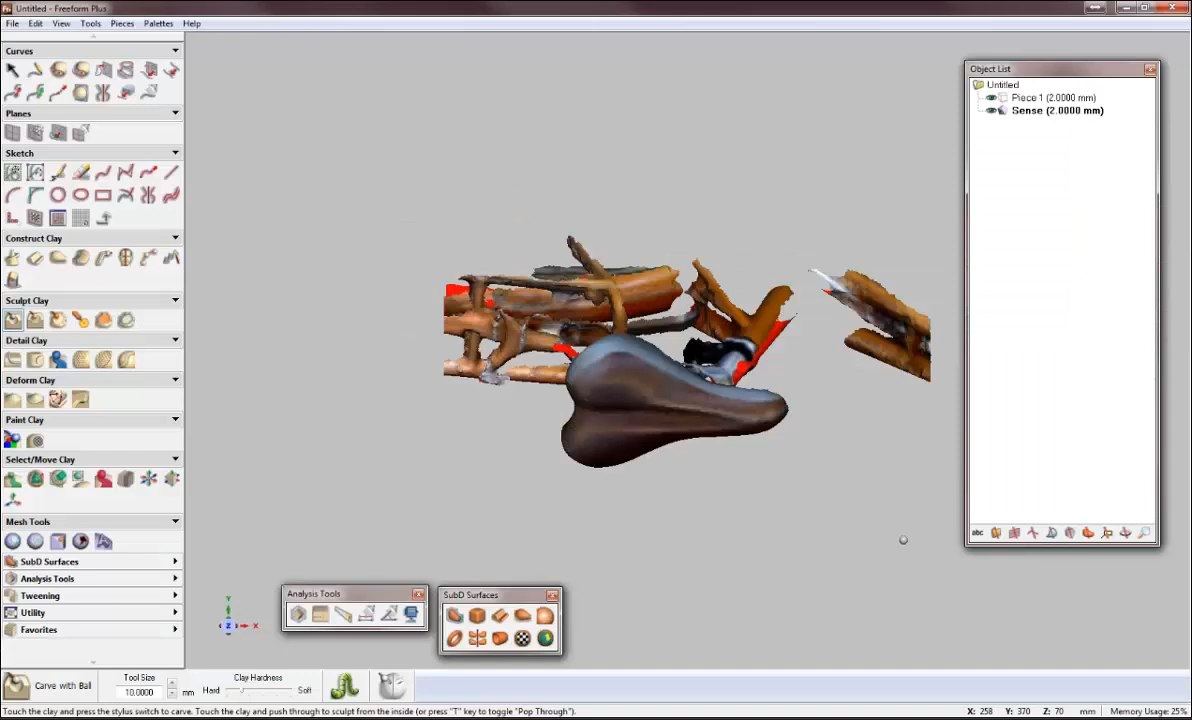 Untitled - Freeform Plus
File Edit View Tools Pieces Palettes Help
Curves
Planes
Sketch
Construct Clay
Sculpt Clay
Detail Clay
Deform Clay
Paint Clay
Select/Move Clay
Mesh Tools
SubD Surfaces
Analysis Tools
Tweening
Utility
Favorites
Object List
Untitled
Piece 1 (2.0000 mm)
Sense (2.0000 mm)
abc
Analysis Tools
SubD Surfaces
Y
Z
X
Carve with Ball
Tool Size
10.0000 mm
Clay Hardness
Hard Soft
Touch the clay and press the stylus switch to carve. Touch the clay and push through to sculpt from the inside (or press "T" key to toggle "Pop Through").
X: 258 Y: 370 Z: 70 mm Memory Usage: 25%